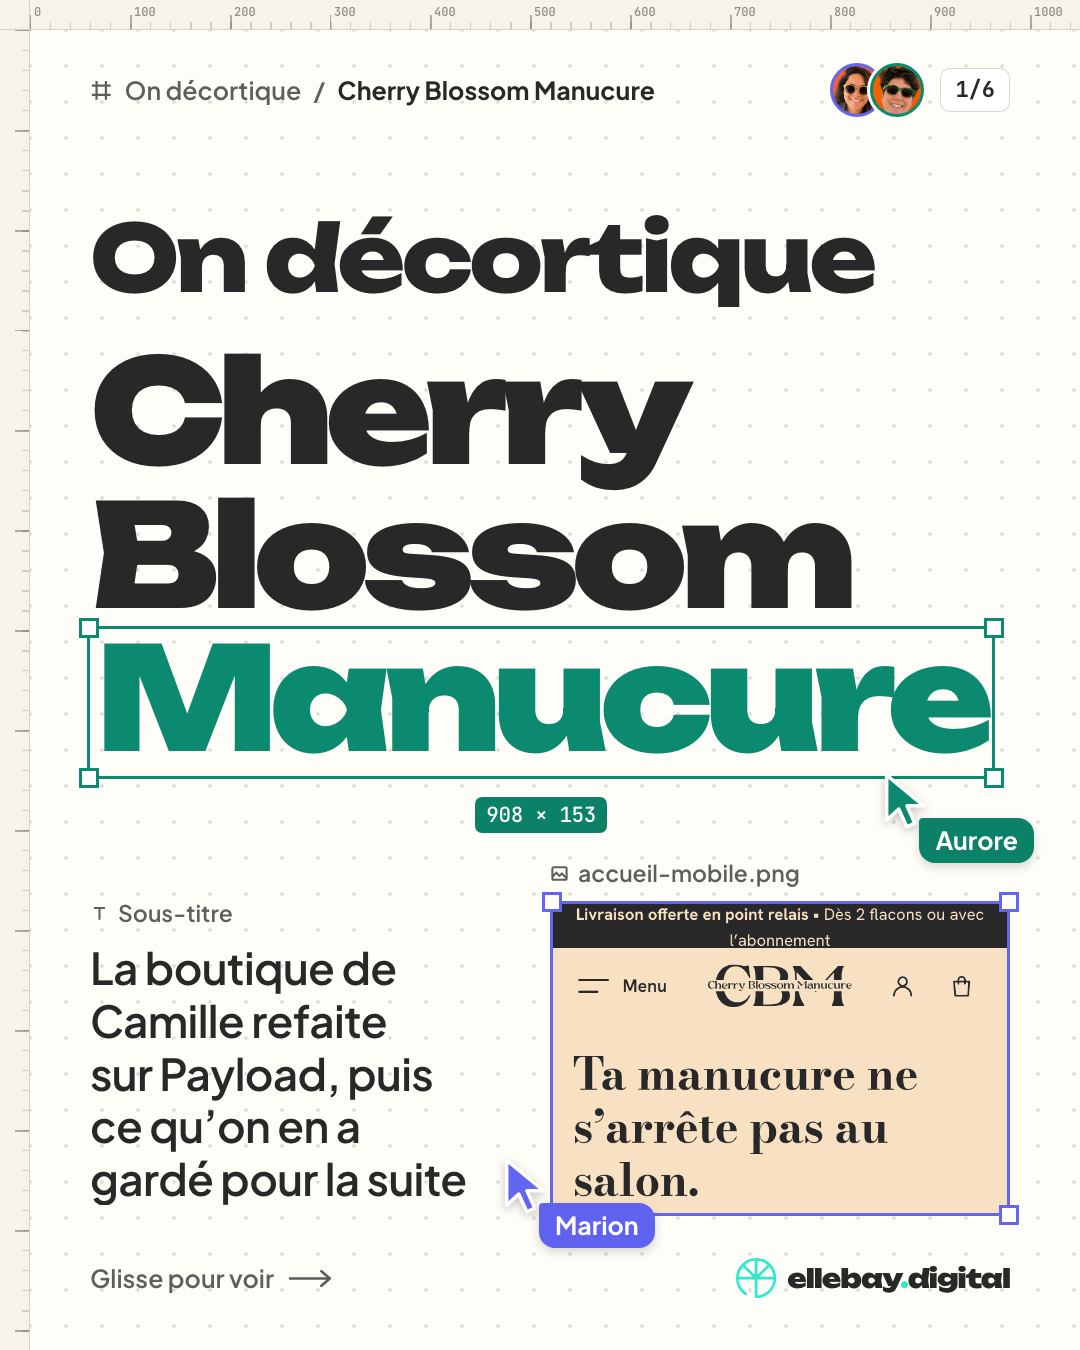 0 100 200 300 400 500 600 700 800 900 1000
On décortique / Cherry Blossom Manucure
1/6
On décortique
Cherry
Blossom
Manucure
908 × 153
Aurore
accueil-mobile.png
T Sous-titre
La boutique de
Camille refaite
sur Payload, puis
ce qu’on en a
gardé pour la suite
Livraison offerte en point relais ▪ Dès 2 flacons ou avec
l’abonnement
Menu
CBM
Cherry Blossom Manucure
Ta manucure ne
s’arrête pas au
salon.
Marion
Glisse pour voir
ellebay.digital